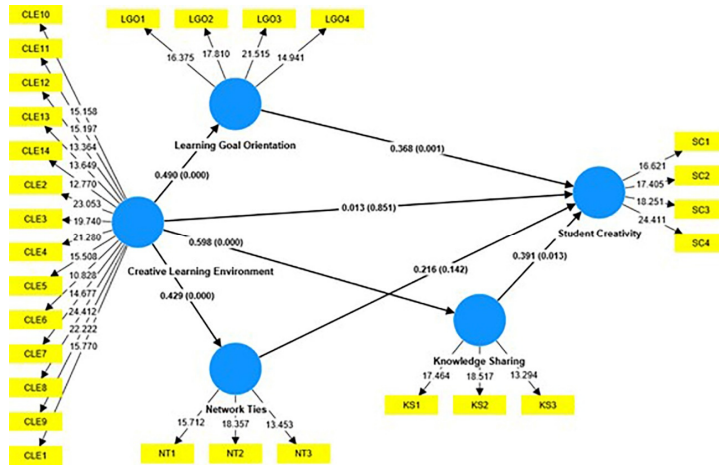 CLE10
CLE11
CLE12
CLE13
CLE14
CLE2
CLE3
CLE4
CLE5
CLE6
CLE7
CLE8
CLE9
CLE1
15.158
15.197
13.364
13.649
12.770
23.053
19.740
21.280
15.508
10.828
14.677
24.412
22.222
15.770
LGO1 LGO2 LGO3 LGO4
16.375 17.810 21.515 14.941
Learning Goal Orientation
0.490 (0.000)
0.368 (0.001)
0.013 (0.851)
0.598 (0.000)
Creative Learning Environment
0.429 (0.000)
0.216 (0.142)
0.391 (0.013)
Student Creativity
16.621
17.405
18.251
24.411
SC1
SC2
SC3
SC4
Knowledge Sharing
17.464 18.517 13.294
KS1 KS2 KS3
Network Ties
15.712 18.357 13.453
NT1 NT2 NT3